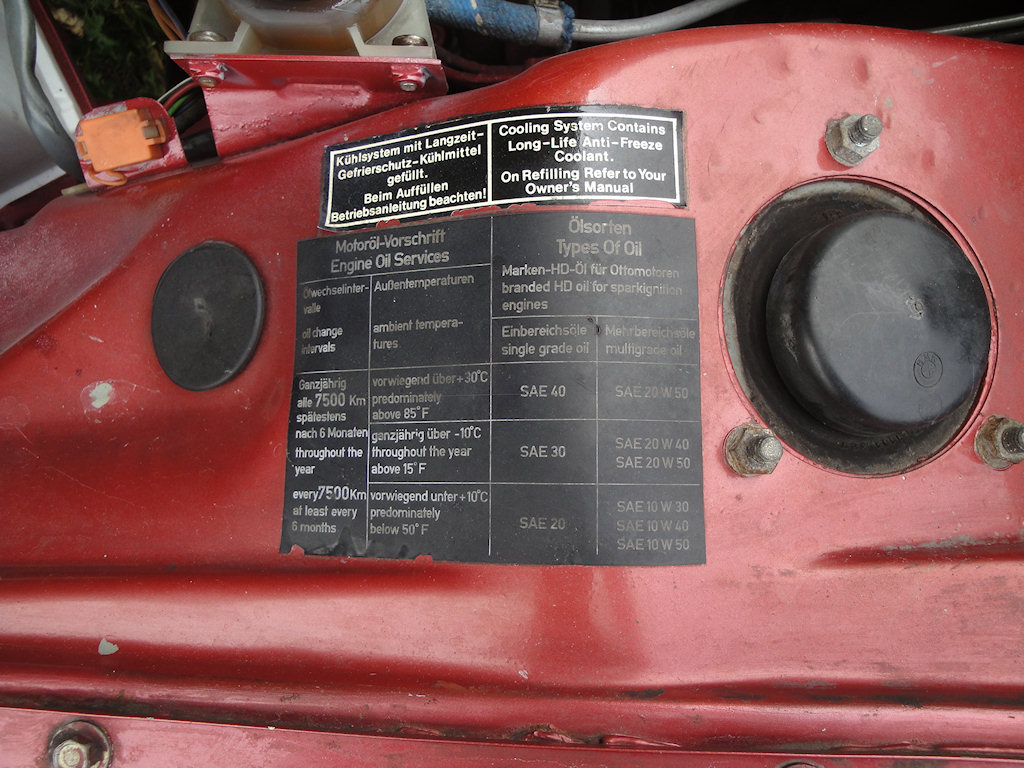 Kühlsystem mit Langzeit-
Gefrierschutz-Kühlmittel
gefüllt.
Beim Auffüllen
Betriebsanleitung beachten!
Cooling System Contains
Long-Life Anti-Freeze
Coolant.
On Refilling Refer to Your
Owner's Manual
Motoröl-Vorschrift
Engine Oil Services
Ölsorten
Types Of Oil
Ölwechselinter-
valle
oil change
intervals
Außentemperaturen
ambient tempera-
tures
Marken-HD-Öl für Ottomotoren
branded HD oil for sparkignition
engines
Einbereichsöle
single grade oil
Mehrbereichsöle
multigrade oil
Ganzjährig
alle 7500 Km
spätestens
nach 6 Monaten
throughout the
year
every 7500 Km
at least every
6 months
vorwiegend über +30°C
predominately
above 85°F
SAE 40
SAE 20 W 50
ganzjährig über -10°C
throughout the year
above 15°F
SAE 30
SAE 20 W 40
SAE 20 W 50
vorwiegend unter +10°C
predominately
below 50°F
SAE 20
SAE 10 W 30
SAE 10 W 40
SAE 10 W 50
BMW